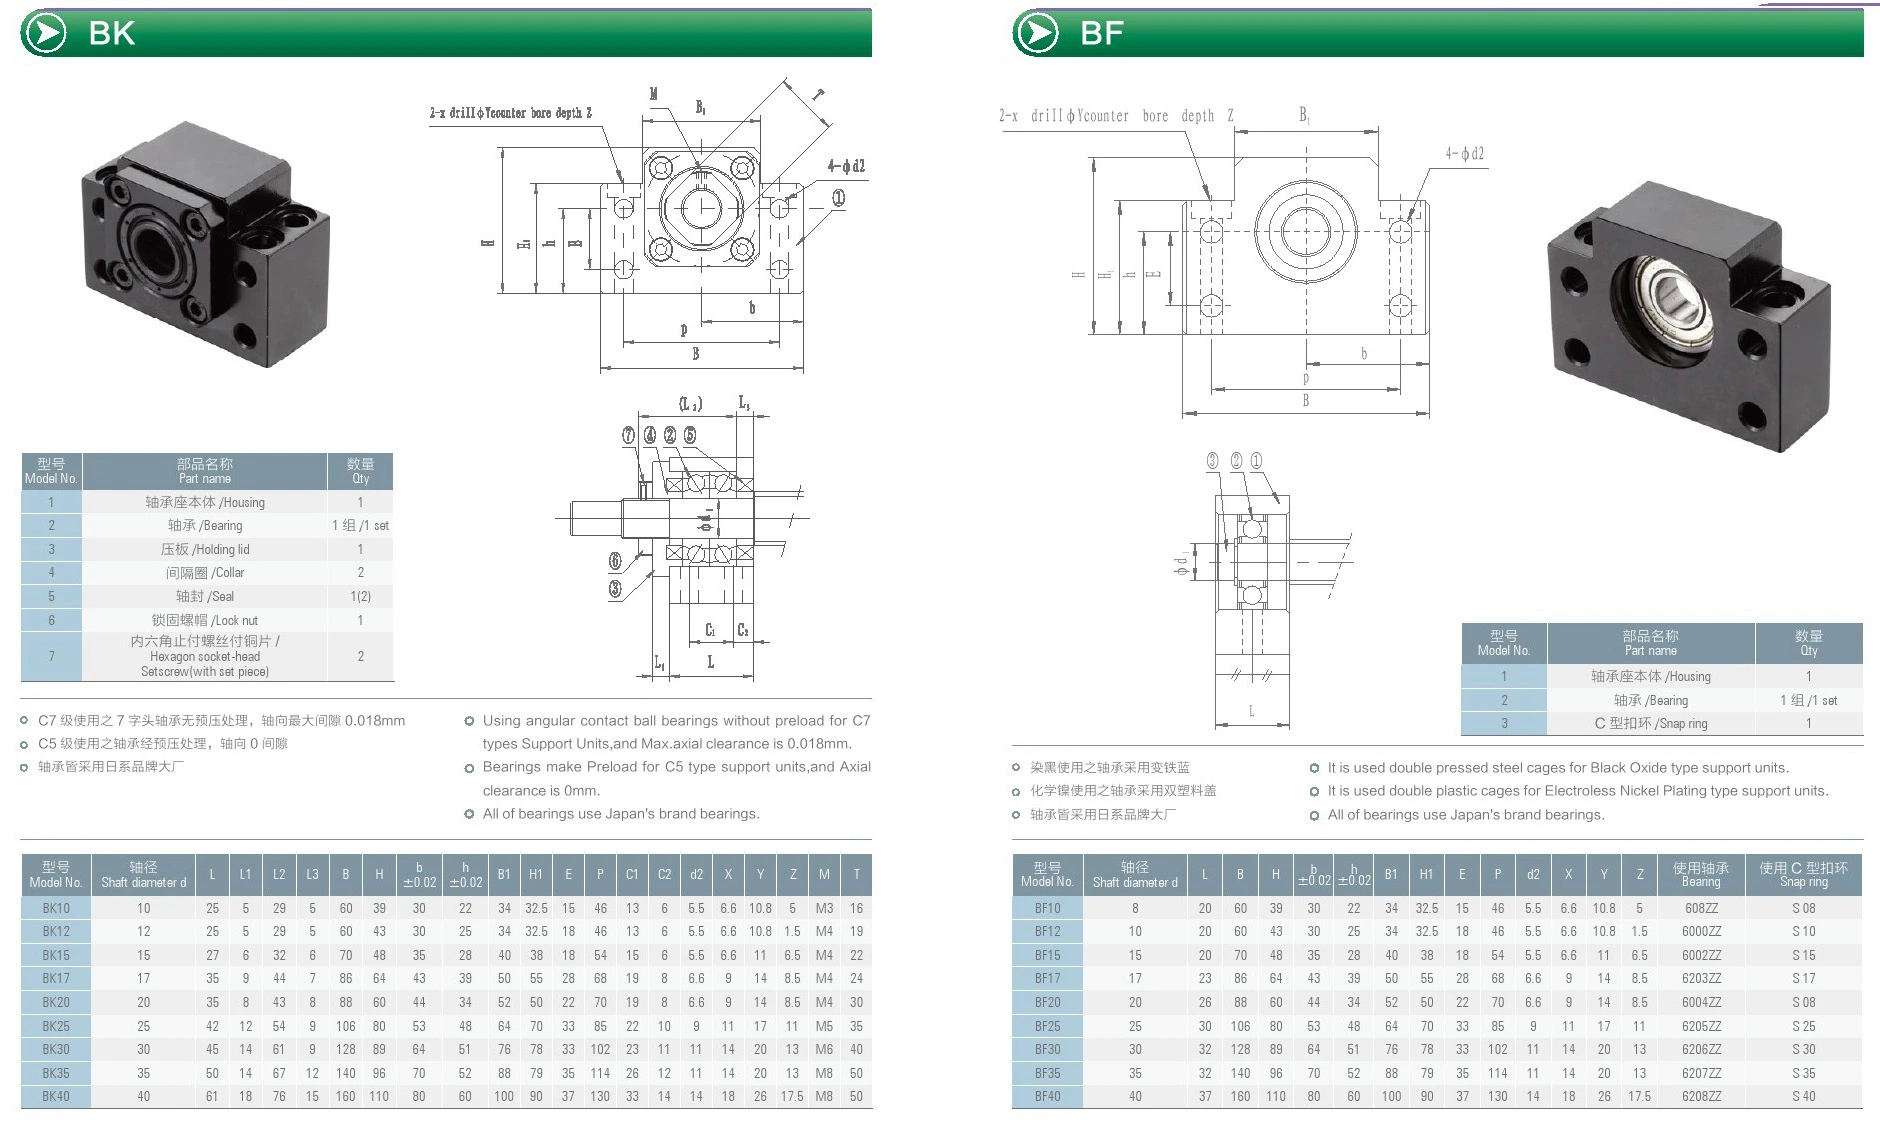 BK
M
B₁
T
2-x drill ϕ Ycounter bore depth Z
4-ϕd2
①
H
H₁
h
E
b
P
B
(L₂)
L₃
⑦ ④ ② ⑤
ϕd₁
⑥
③
C₁ C₂
L₁ L
型号 部品名称 数量
Model No. Part name Qty
1 轴承座本体 /Housing 1
2 轴承 /Bearing 1 组 /1 set
3 压板 /Holding lid 1
4 间隔圈 /Collar 2
5 轴封 /Seal 1(2)
6 锁固螺帽 /Lock nut 1
内六角止付螺丝付铜片 /
7 Hexagon socket-head 2
Setscrew(with set piece)
C7 级使用之 7 字头轴承无预压处理，轴向最大间隙 0.018mm
C5 级使用之轴承经预压处理，轴向 0 间隙
轴承皆采用日系品牌大厂
Using angular contact ball bearings without preload for C7
types Support Units,and Max.axial clearance is 0.018mm.
Bearings make Preload for C5 type support units,and Axial
clearance is 0mm.
All of bearings use Japan's brand bearings.
型号 轴径 L L1 L2 L3 B H b h B1 H1 E P C1 C2 d2 X Y Z M T
Model No. Shaft diameter d ±0.02 ±0.02
BK10 10 25 5 29 5 60 39 30 22 34 32.5 15 46 13 6 5.5 6.6 10.8 5 M3 16
BK12 12 25 5 29 5 60 43 30 25 34 32.5 18 46 13 6 5.5 6.6 10.8 1.5 M4 19
BK15 15 27 6 32 6 70 48 35 28 40 38 18 54 15 6 5.5 6.6 11 6.5 M4 22
BK17 17 35 9 44 7 86 64 43 39 50 55 28 68 19 8 6.6 9 14 8.5 M4 24
BK20 20 35 8 43 8 88 60 44 34 52 50 22 70 19 8 6.6 9 14 8.5 M4 30
BK25 25 42 12 54 9 106 80 53 48 64 70 33 85 22 10 9 11 17 11 M5 35
BK30 30 45 14 61 9 128 89 64 51 76 78 33 102 23 11 11 14 20 13 M6 40
BK35 35 50 14 67 12 140 96 70 52 88 79 35 114 26 12 11 14 20 13 M8 50
BK40 40 61 18 76 15 160 110 80 60 100 90 37 130 33 14 14 18 26 17.5 M8 50
BF
2-x drill ϕ Ycounter bore depth Z
B₁
4-ϕd2
H
H₁
h
E
b
P
B
③ ② ①
ϕd₁
L
型号 部品名称 数量
Model No. Part name Qty
1 轴承座本体 /Housing 1
2 轴承 /Bearing 1 组 /1 set
3 C 型扣环 /Snap ring 1
染黑使用之轴承采用变铁蓝
化学镍使用之轴承采用双塑料盖
轴承皆采用日系品牌大厂
It is used double pressed steel cages for Black Oxide type support units.
It is used double plastic cages for Electroless Nickel Plating type support units.
All of bearings use Japan's brand bearings.
型号 轴径 L B H b h B1 H1 E P d2 X Y Z 使用轴承 使用 C 型扣环
Model No. Shaft diameter d ±0.02 ±0.02 Bearing Snap ring
BF10 8 20 60 39 30 22 34 32.5 15 46 5.5 6.6 10.8 5 608ZZ S 08
BF12 10 20 60 43 30 25 34 32.5 18 46 5.5 6.6 10.8 1.5 6000ZZ S 10
BF15 15 20 70 48 35 28 40 38 18 54 5.5 6.6 11 6.5 6002ZZ S 15
BF17 17 23 86 64 43 39 50 55 28 68 6.6 9 14 8.5 6203ZZ S 17
BF20 20 26 88 60 44 34 52 50 22 70 6.6 9 14 8.5 6004ZZ S 08
BF25 25 30 106 80 53 48 64 70 33 85 9 11 17 11 6205ZZ S 25
BF30 30 32 128 89 64 51 76 78 33 102 11 14 20 13 6206ZZ S 30
BF35 35 32 140 96 70 52 88 79 35 114 11 14 20 13 6207ZZ S 35
BF40 40 37 160 110 80 60 100 90 37 130 14 18 26 17.5 6208ZZ S 40